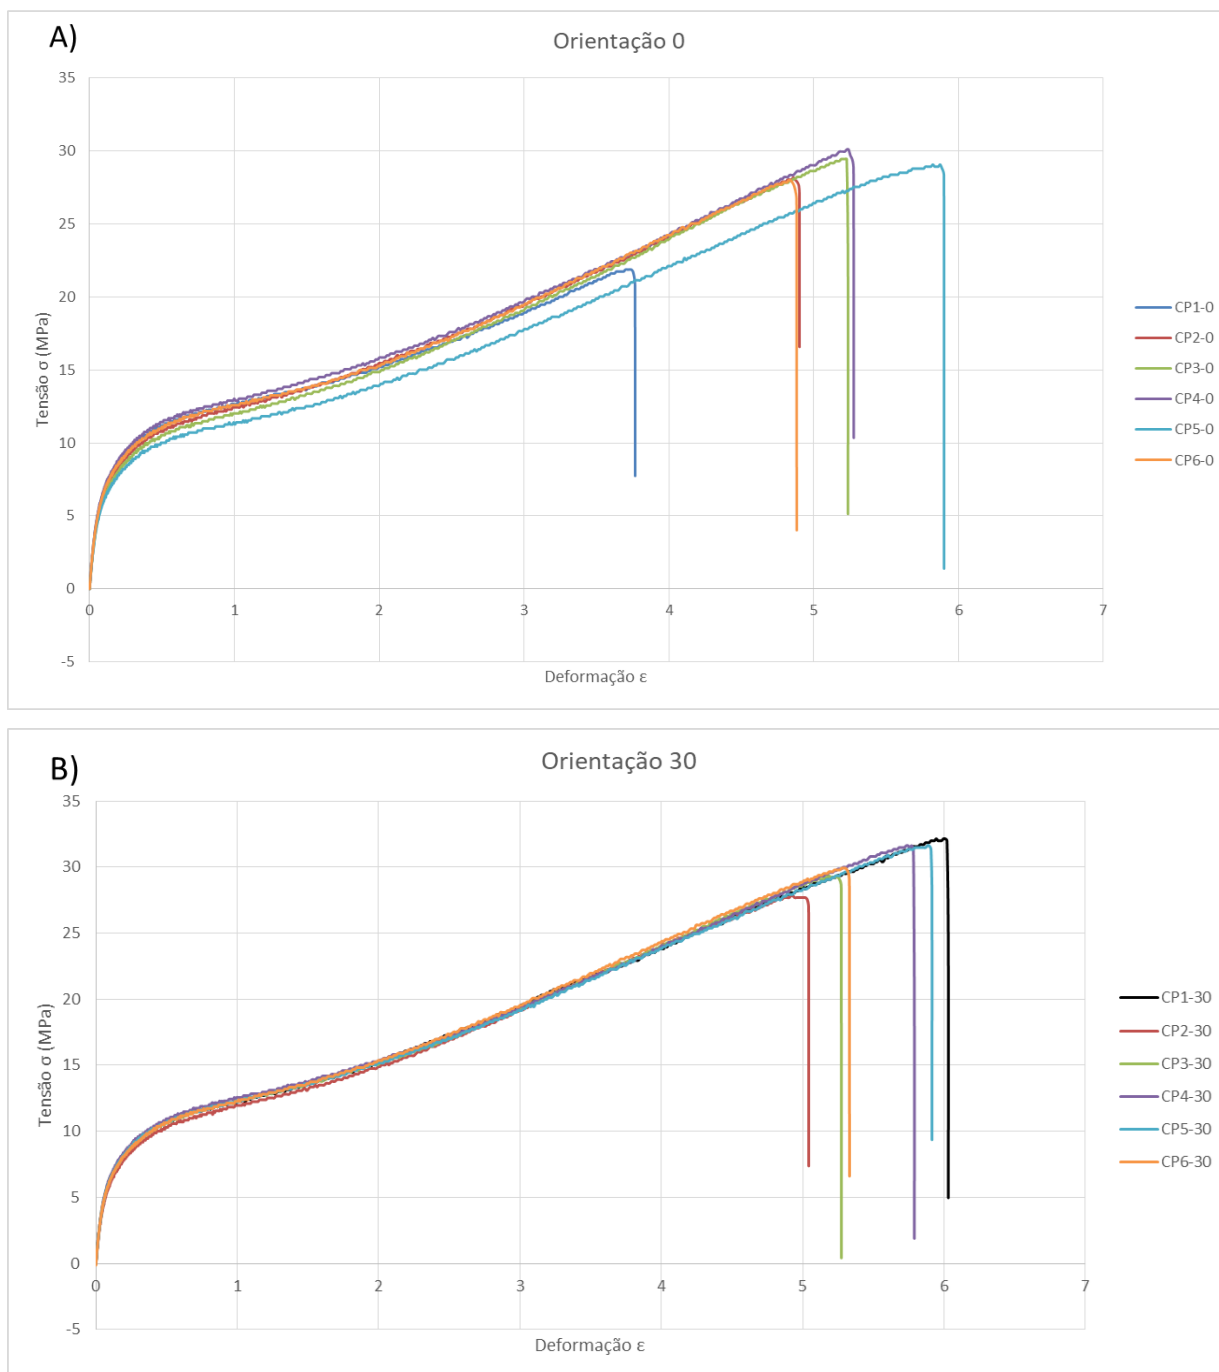 A)
Orientação 0
35
30
25
20
15
10
5
0
-5
Tensão σ (MPa)
0 1 2 3 4 5 6 7
Deformação ε
CP1-0
CP2-0
CP3-0
CP4-0
CP5-0
CP6-0
B)
Orientação 30
35
30
25
20
15
10
5
0
-5
Tensão σ (MPa)
0 1 2 3 4 5 6 7
Deformação ε
CP1-30
CP2-30
CP3-30
CP4-30
CP5-30
CP6-30